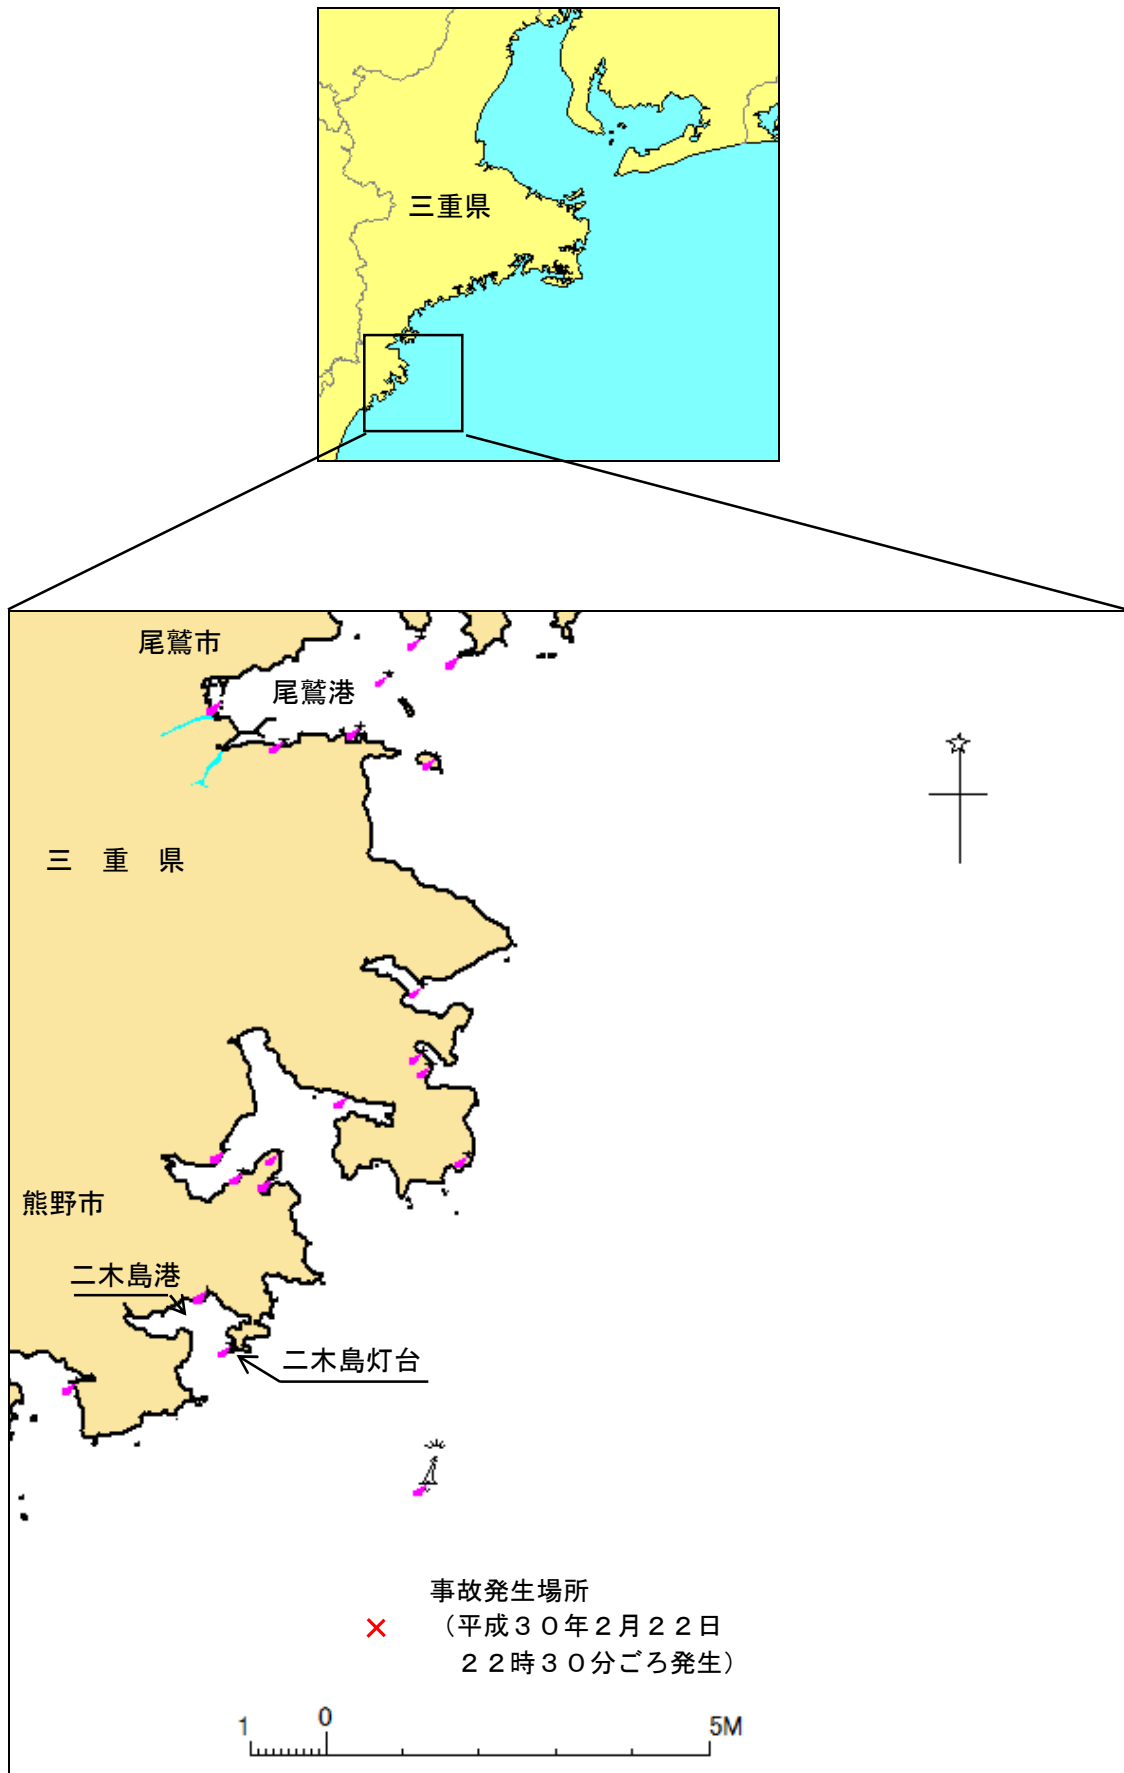 三重県
尾鷲市
尾鷲港
三 重 県
熊野市
二木島港
二木島灯台
事故発生場所
（平成３０年２月２２日
２２時３０分ごろ発生）
1 0 5M